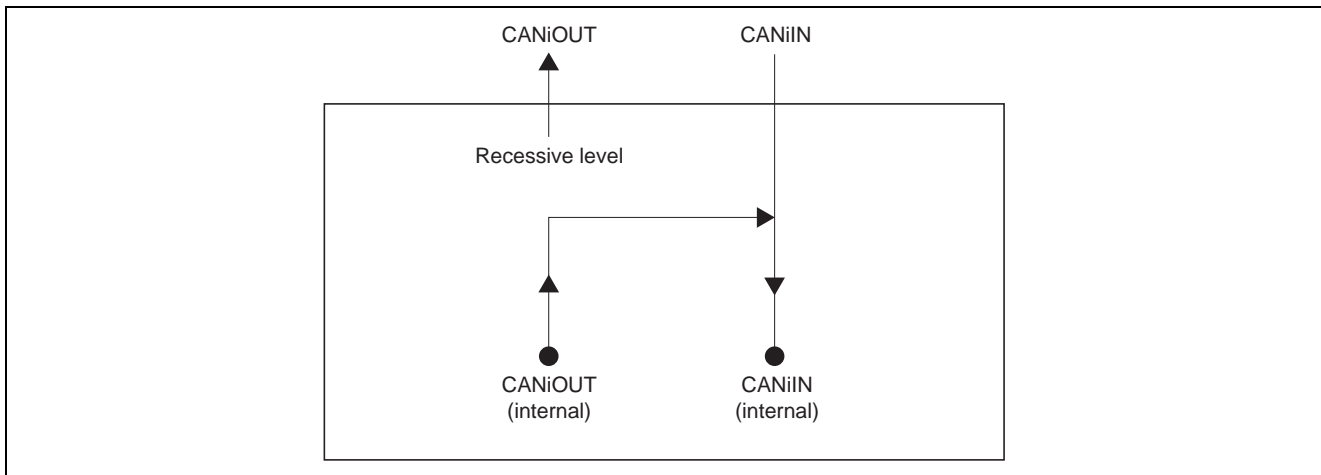 CANiOUT
CANiIN
Recessive level
CANiOUT
(internal)
CANiIN
(internal)